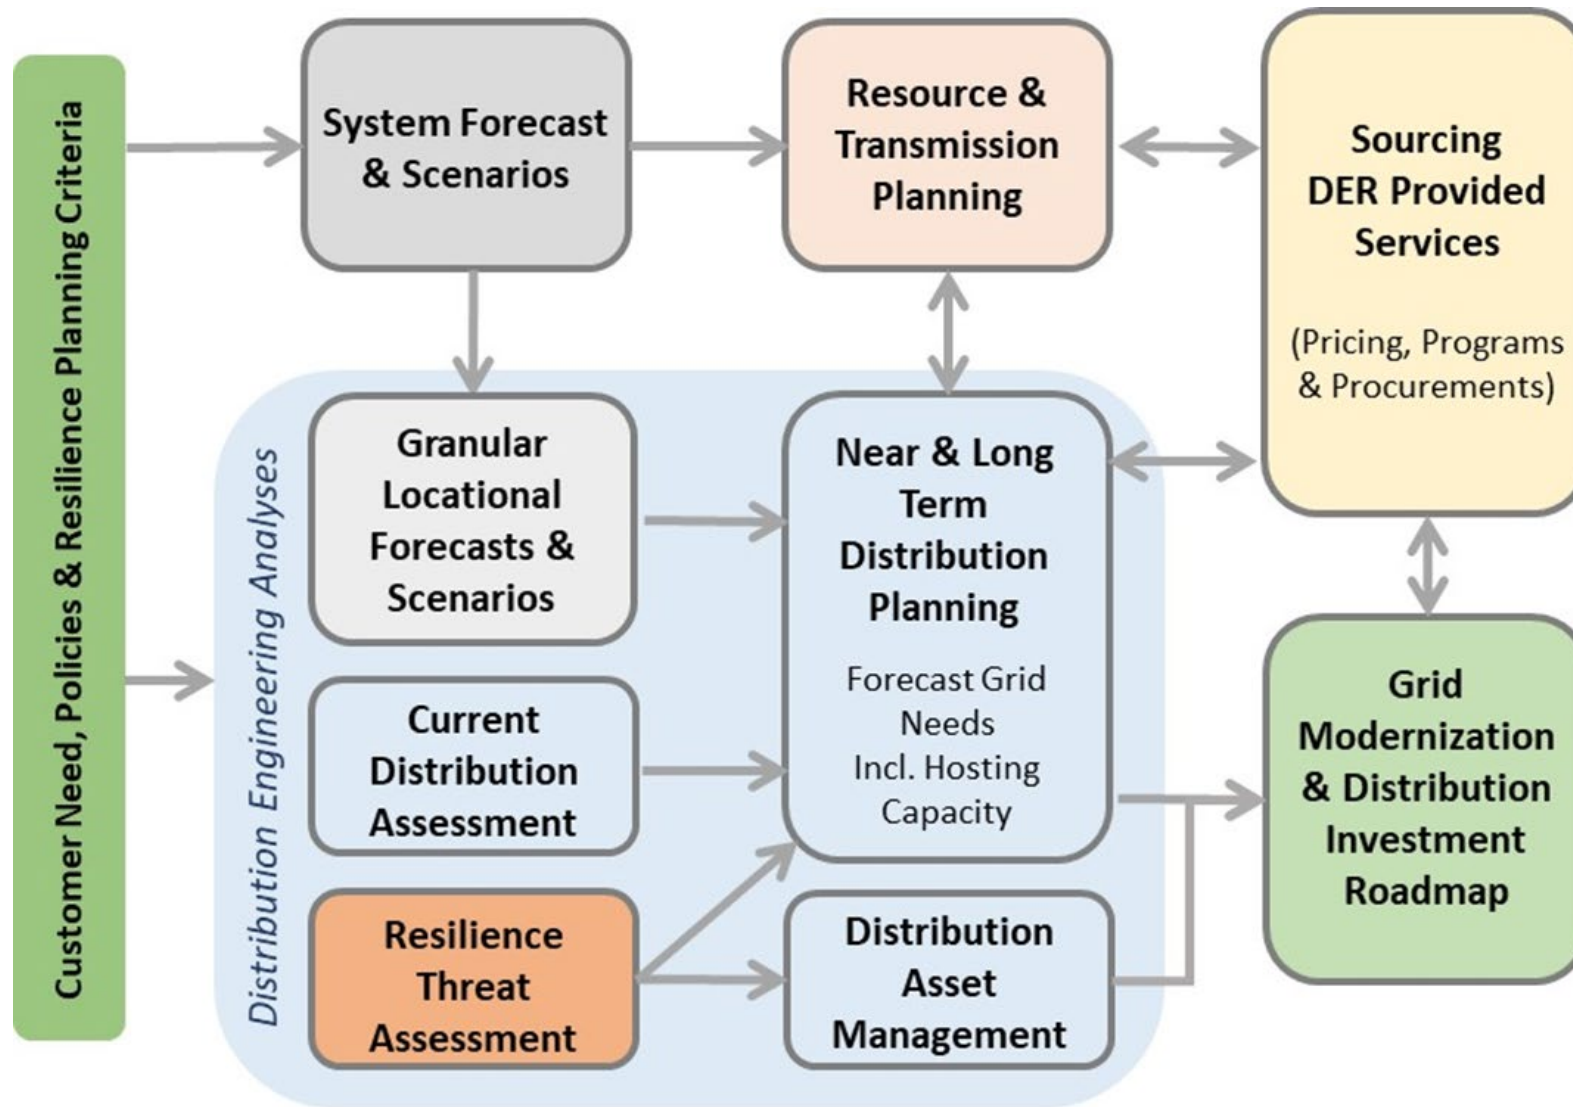 Customer Need, Policies & Resilience Planning Criteria
System Forecast
& Scenarios
Resource &
Transmission
Planning
Sourcing
DER Provided
Services
(Pricing, Programs
& Procurements)
Distribution Engineering Analyses
Granular
Locational
Forecasts &
Scenarios
Near & Long
Term
Distribution
Planning
Forecast Grid
Needs
Incl. Hosting
Capacity
Current
Distribution
Assessment
Resilience
Threat
Assessment
Distribution
Asset
Management
Grid
Modernization
& Distribution
Investment
Roadmap